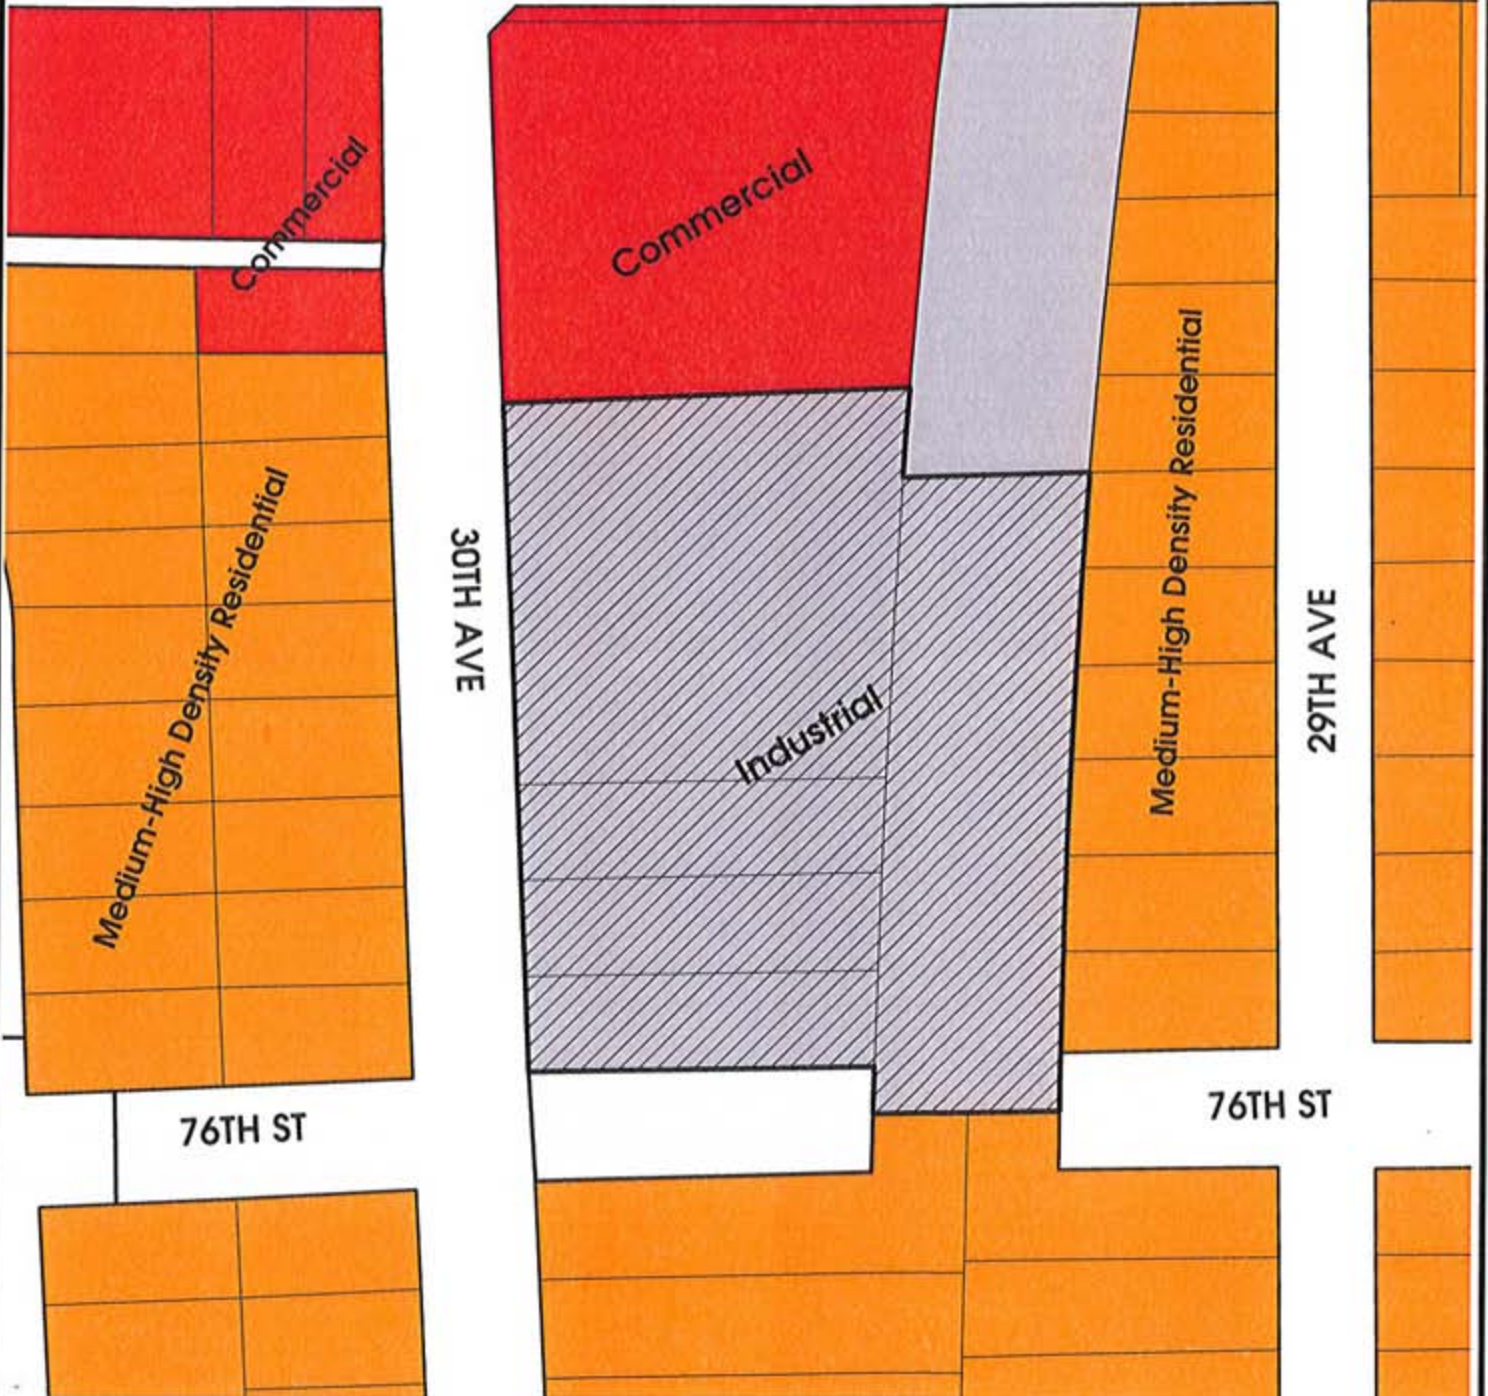 Commercial
Commercial
Medium-High Density Residential
Medium-High Density Residential
30TH AVE
29TH AVE
Industrial
76TH ST
76TH ST